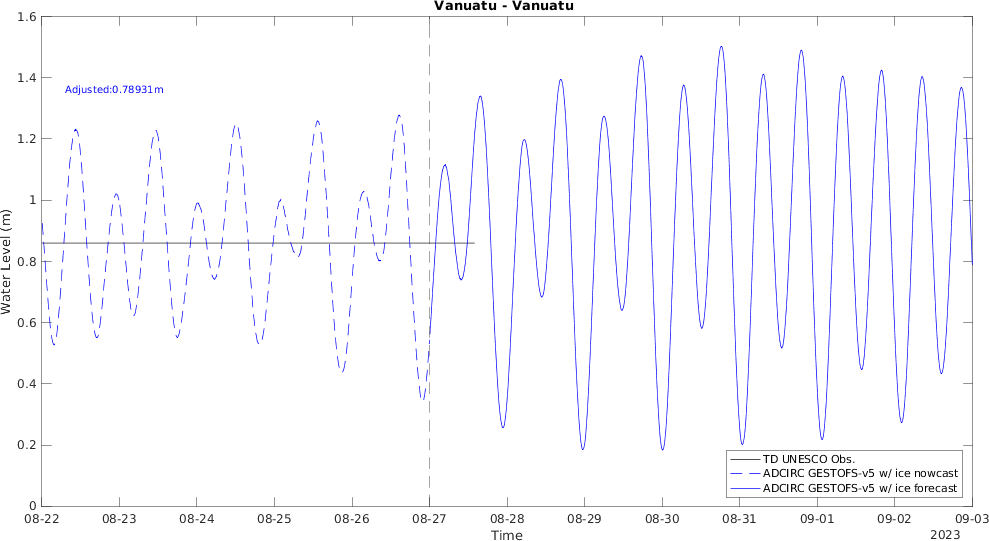 Vanuatu - Vanuatu
1.6
1.4
1.2
1
0.8
0.6
0.4
0.2
0
Water Level (m)
Adjusted:0.78931m
TD UNESCO Obs.
ADCIRC GESTOFS-v5 w/ ice nowcast
ADCIRC GESTOFS-v5 w/ ice forecast
08-22 08-23 08-24 08-25 08-26 08-27 08-28 08-29 08-30 08-31 09-01 09-02 09-03
Time
2023